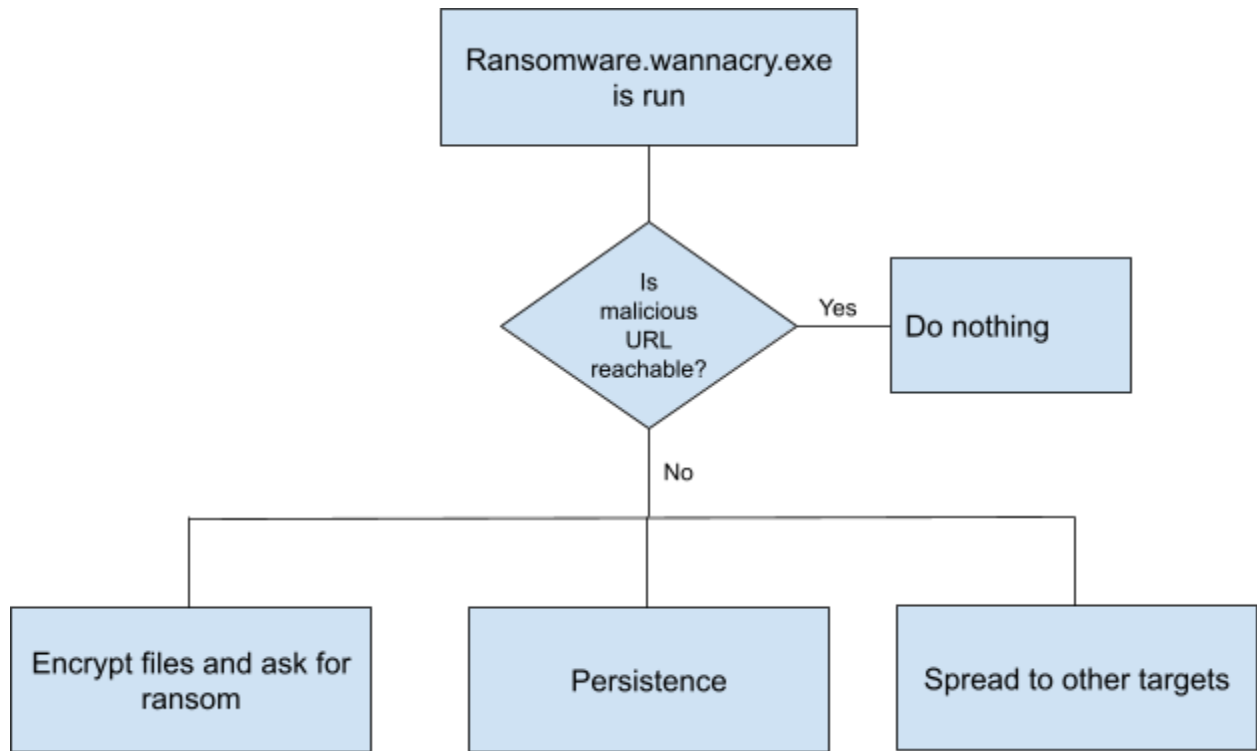 Ransomware.wannacry.exe
is run
Is
malicious
URL
reachable?
Yes
Do nothing
No
Encrypt files and ask for
ransom
Persistence
Spread to other targets